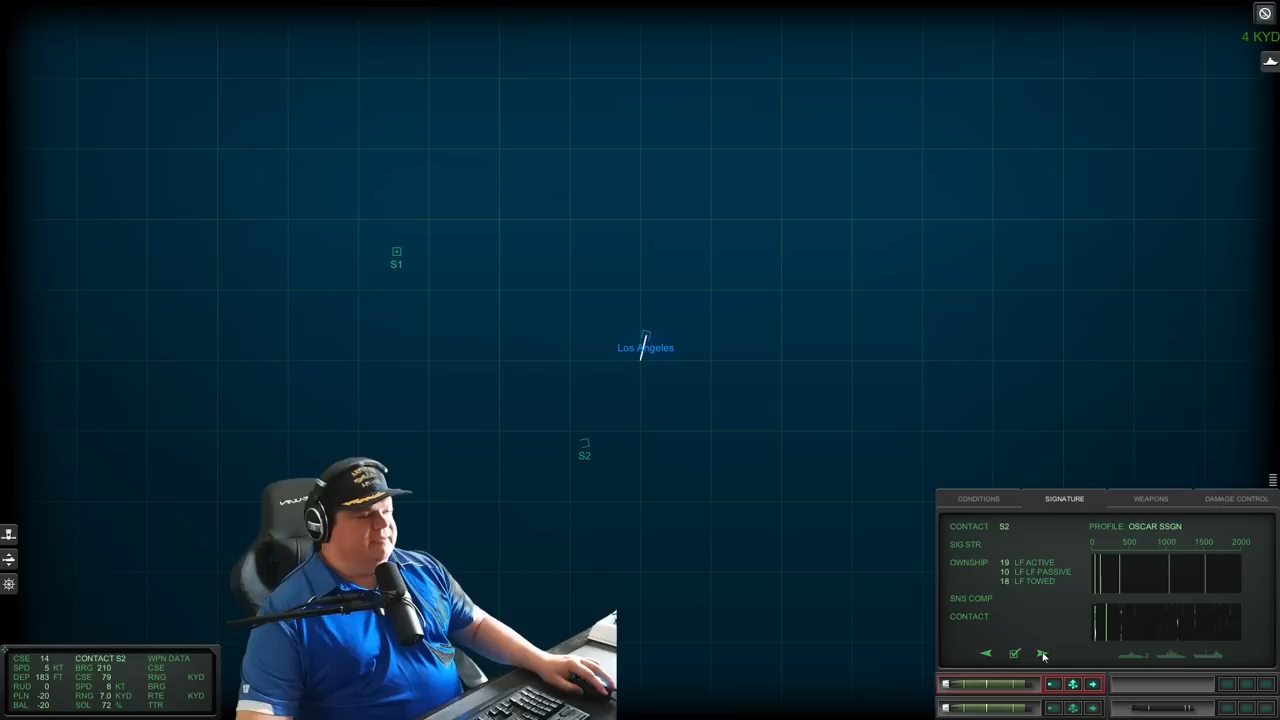 4 KYD
S1
Los Angeles
S2
CONDITIONS SIGNATURE WEAPONS DAMAGE CONTROL
CONTACT S2 PROFILE: OSCAR SSGN
SIG STR 0 500 1000 1500 2000
OWNSHIP 19 LF ACTIVE
10 LF LF PASSIVE
18 LF TOWED
SNS COMP
CONTACT
CSE 14 CONTACT S2 WPN DATA
SPD 5 KT BRG 210 CSE
DEP 183 FT CSE 79 RNG KYD
RUD 0 SPD 8 KT BRG
PLN -20 RNG 7.0 KYD RTE KYD
BAL -20 SOL 72 % TTR